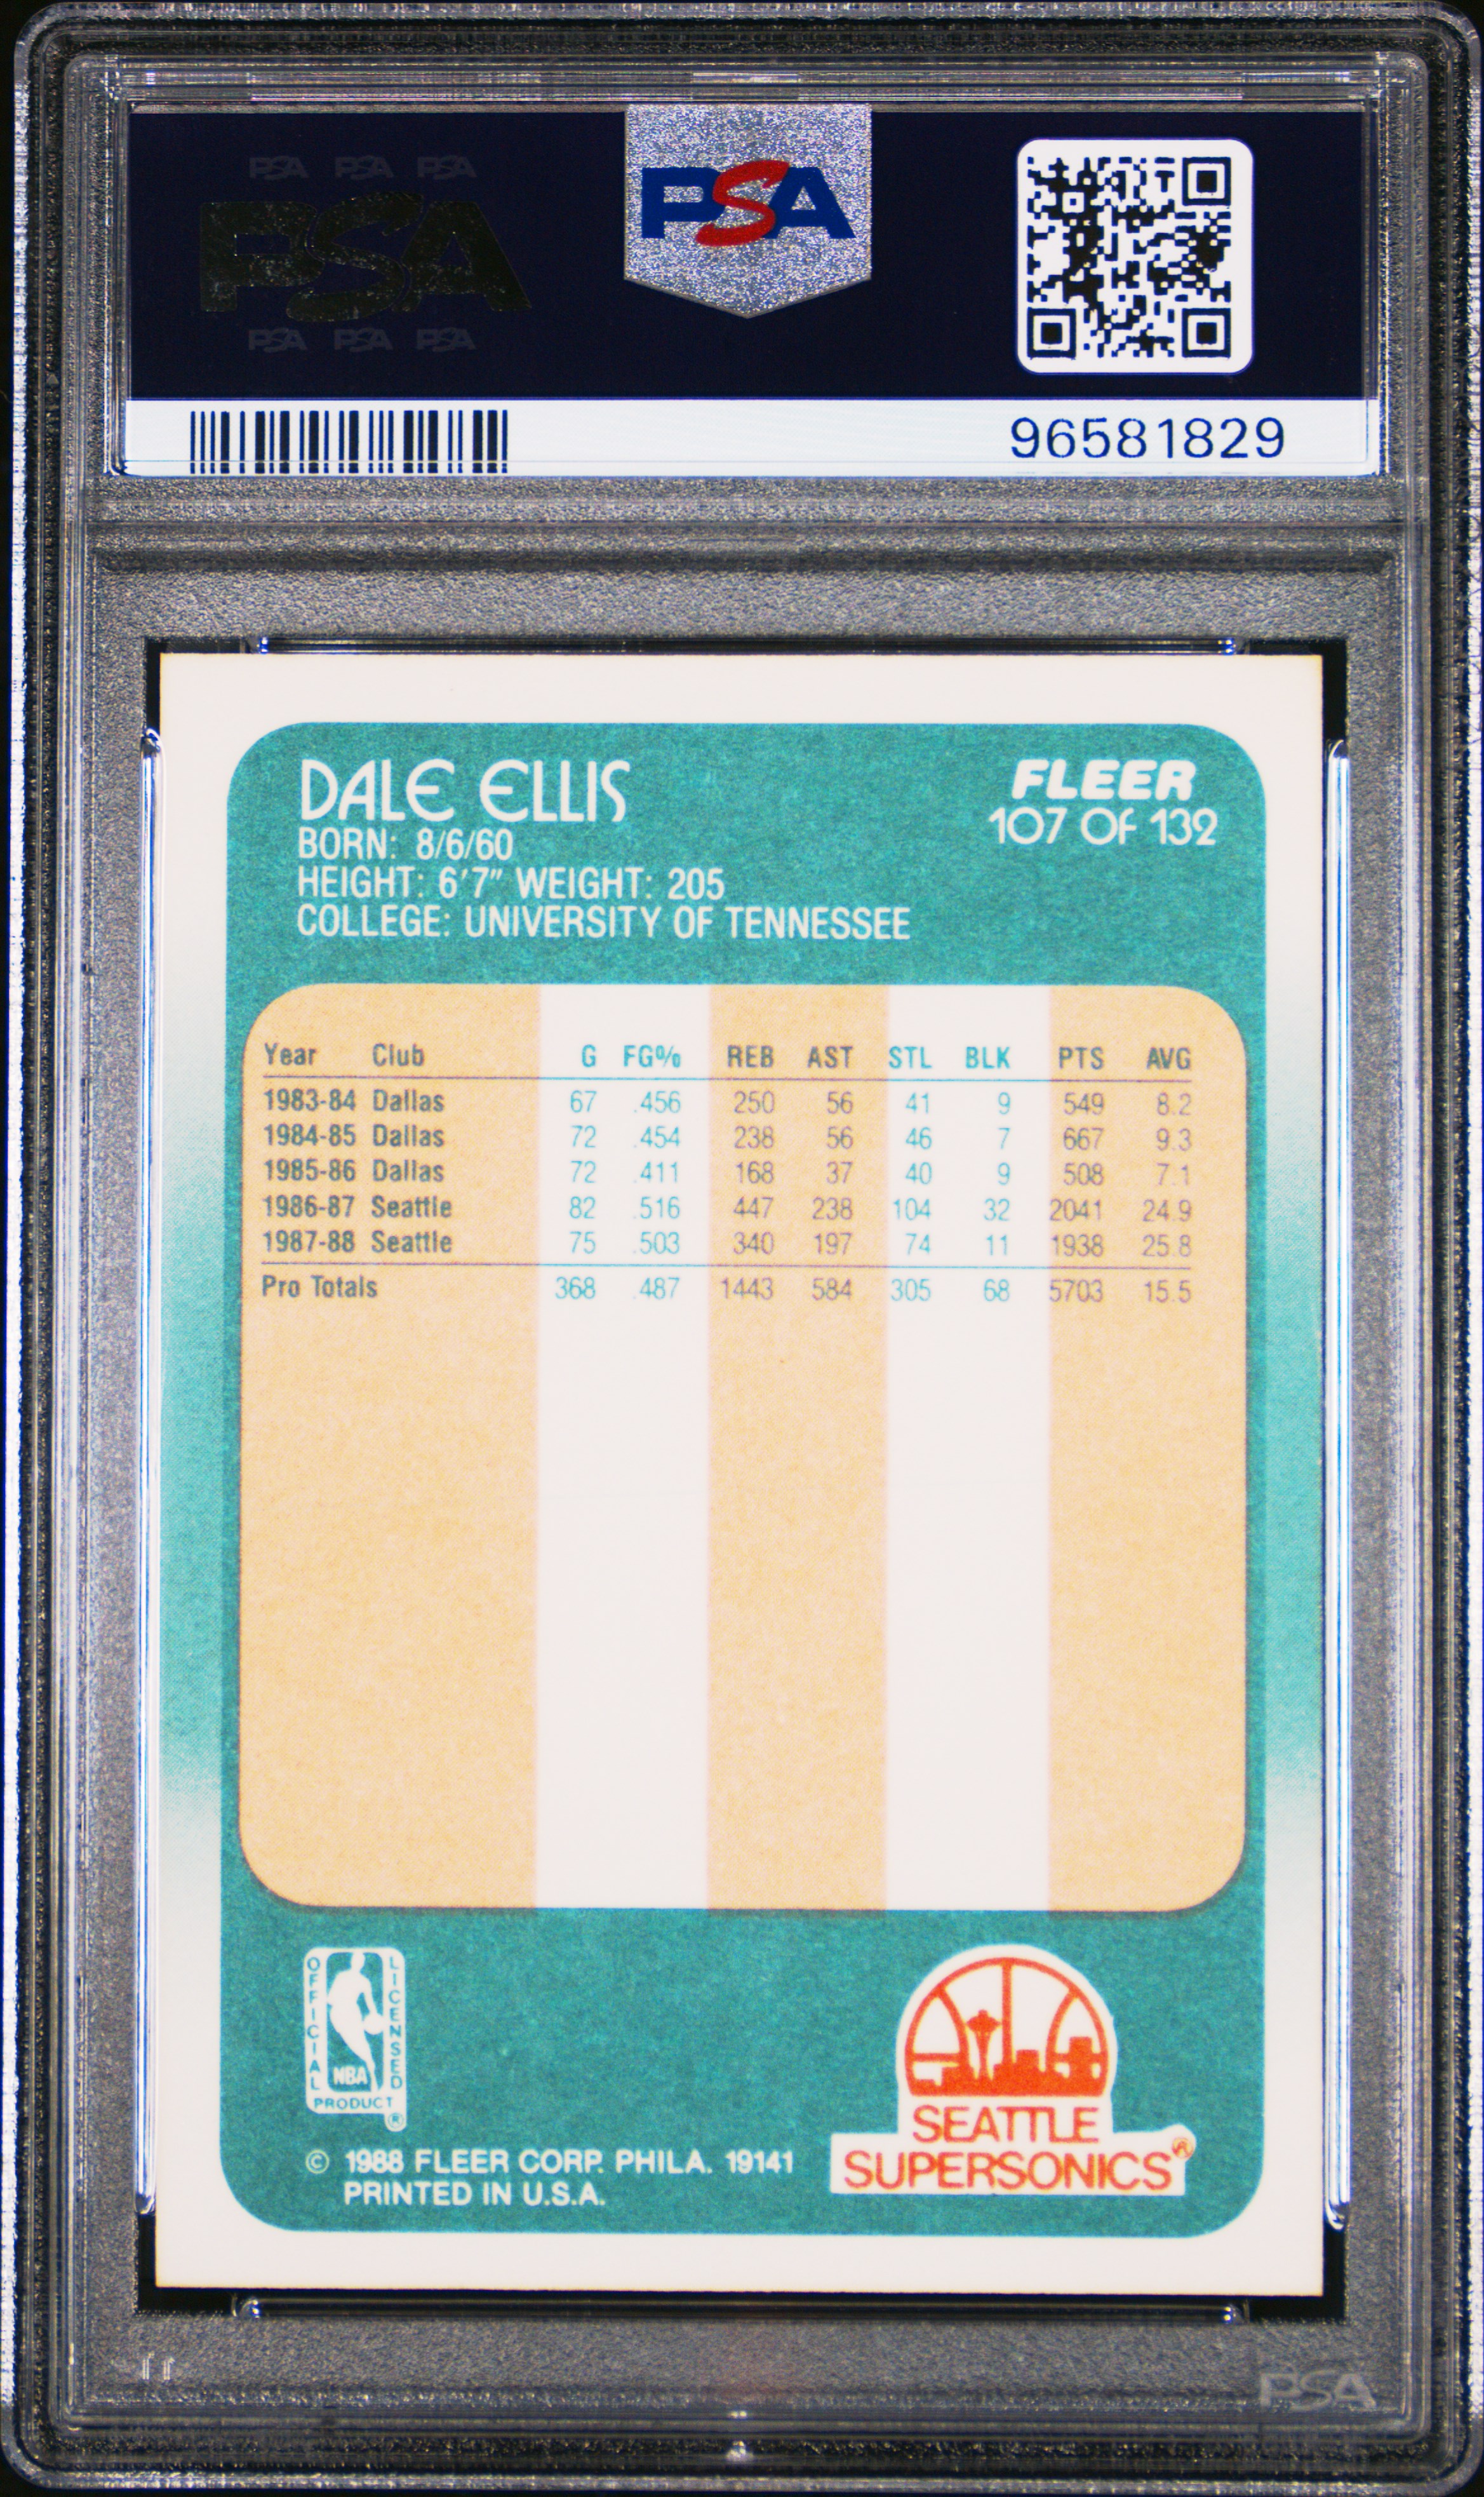 PSA PSA PSA
PSA
PSA PSA PSA
PSA
96581829
DALE ELLIS
FLEER
107 OF 132
BORN: 8/6/60
HEIGHT: 6'7" WEIGHT: 205
COLLEGE: UNIVERSITY OF TENNESSEE
Year Club G FG% REB AST STL BLK PTS AVG
1983-84 Dallas 67 .456 250 56 41 9 549 8.2
1984-85 Dallas 72 .454 238 56 46 7 667 9.3
1985-86 Dallas 72 .411 168 37 40 9 508 7.1
1986-87 Seattle 82 .516 447 238 104 32 2041 24.9
1987-88 Seattle 75 .503 340 197 74 11 1938 25.8
Pro Totals 368 .487 1443 584 305 68 5703 15.5
OFFICIAL LICENSED
NBA
PRODUCT
®
SEATTLE
SUPERSONICS®
© 1988 FLEER CORP. PHILA. 19141
PRINTED IN U.S.A.
PSA